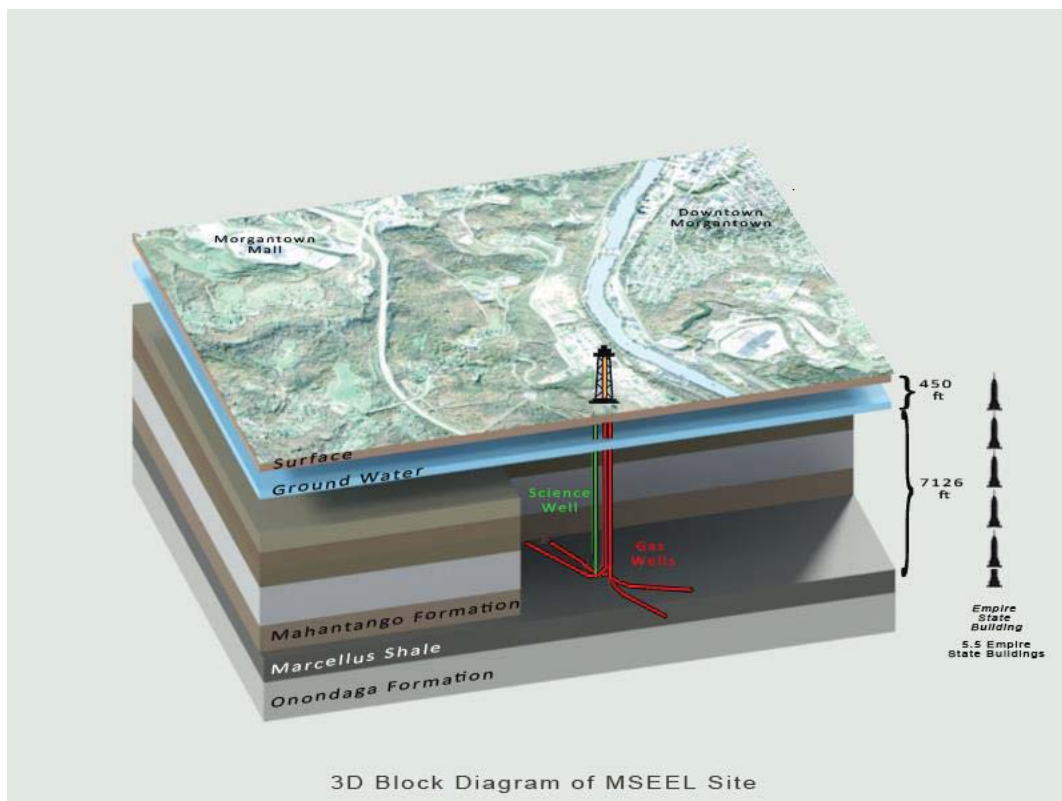 Morgantown
Mall
Downtown
Morgantown
450
ft
Surface
Ground Water
Science
Well
7126
ft
Gas
Wells
Mahantango Formation
Marcellus Shale
Onondaga Formation
Empire
State
Building
5.5 Empire
State Buildings
3D Block Diagram of MSEEL Site